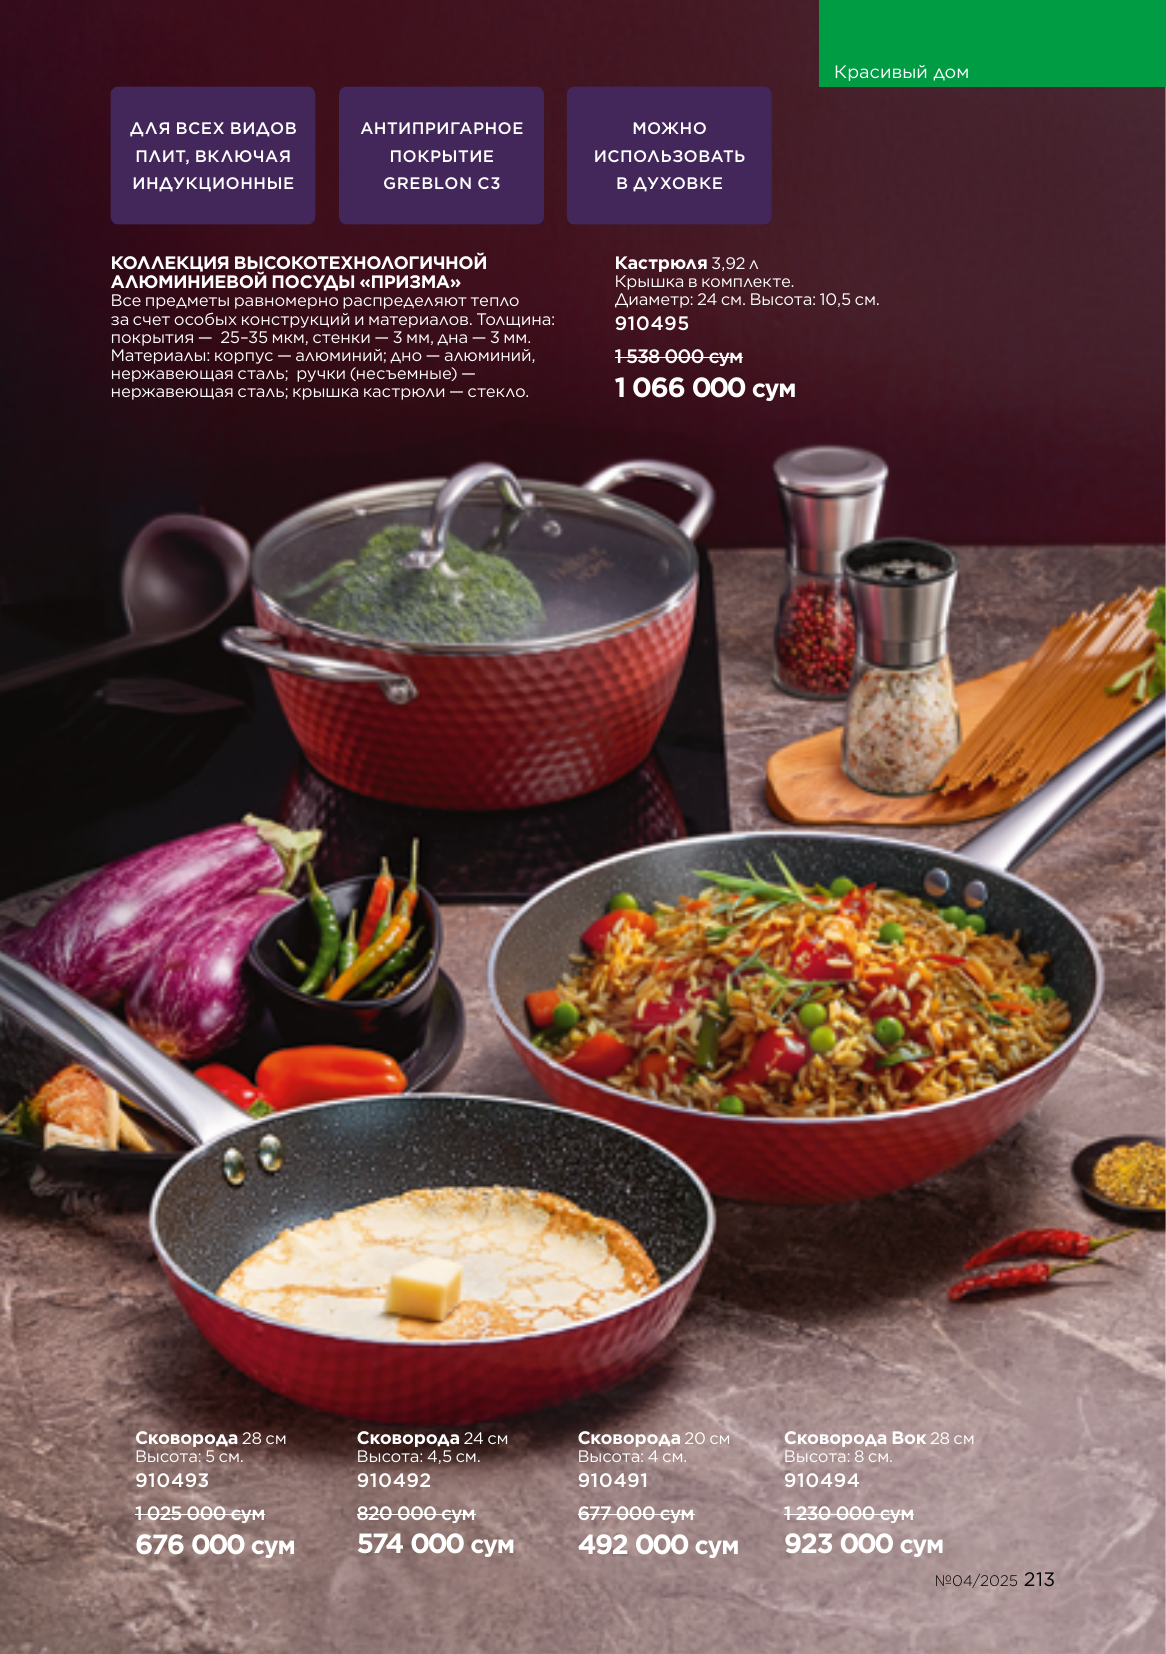 Красивый дом
ДЛЯ ВСЕХ ВИДОВ
ПЛИТ, ВКЛЮЧАЯ
ИНДУКЦИОННЫЕ
АНТИПРИГАРНОЕ
ПОКРЫТИЕ
GREBLON C3
МОЖНО
ИСПОЛЬЗОВАТЬ
В ДУХОВКЕ
КОЛЛЕКЦИЯ ВЫСОКОТЕХНОЛОГИЧНОЙ
АЛЮМИНИЕВОЙ ПОСУДЫ «ПРИЗМА»
Все предметы равномерно распределяют тепло
за счет особых конструкций и материалов. Толщина:
покрытия — 25–35 мкм, стенки — 3 мм, дна — 3 мм.
Материалы: корпус — алюминий; дно — алюминий,
нержавеющая сталь; ручки (несъемные) —
нержавеющая сталь; крышка кастрюли — стекло.
Кастрюля 3,92 л
Крышка в комплекте.
Диаметр: 24 см. Высота: 10,5 см.
910495
1 538 000 сум
1 066 000 сум
Сковорода 28 см
Высота: 5 см.
910493
1 025 000 сум
676 000 сум
Сковорода 24 см
Высота: 4,5 см.
910492
820 000 сум
574 000 сум
Сковорода 20 см
Высота: 4 см.
910491
677 000 сум
492 000 сум
Сковорода Вок 28 см
Высота: 8 см.
910494
1 230 000 сум
923 000 сум
№04/2025 213